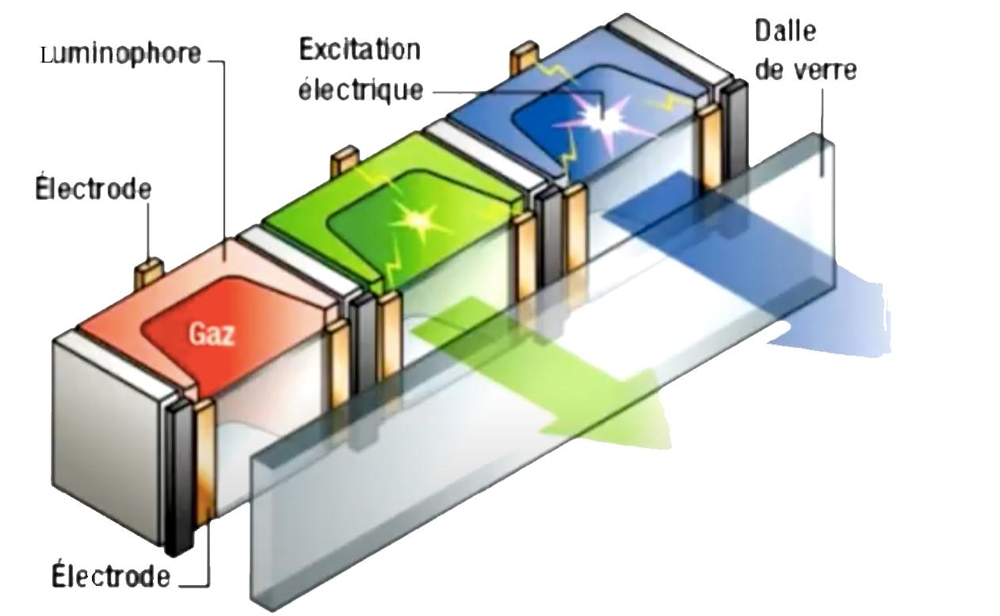 Luminophore
Excitation
électrique
Dalle
de verre
Électrode
Gaz
Électrode